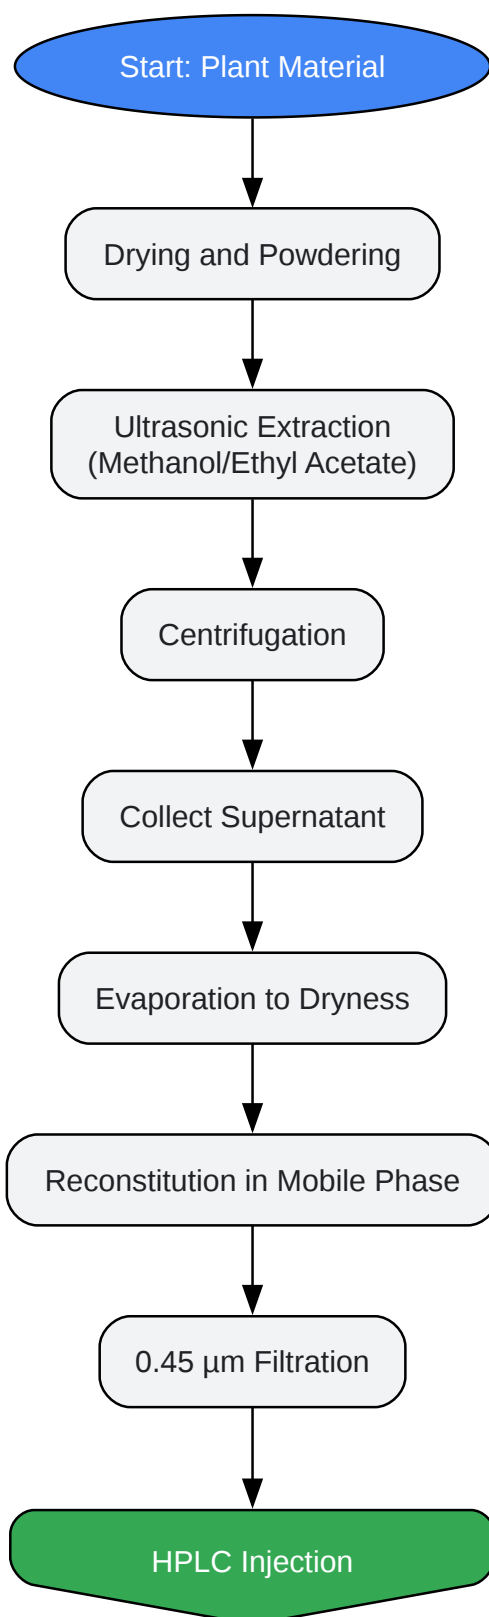 Start: Plant Material
Drying and Powdering
Ultrasonic Extraction
(Methanol/Ethyl Acetate)
Centrifugation
Collect Supernatant
Evaporation to Dryness
Reconstitution in Mobile Phase
0.45 µm Filtration
HPLC Injection